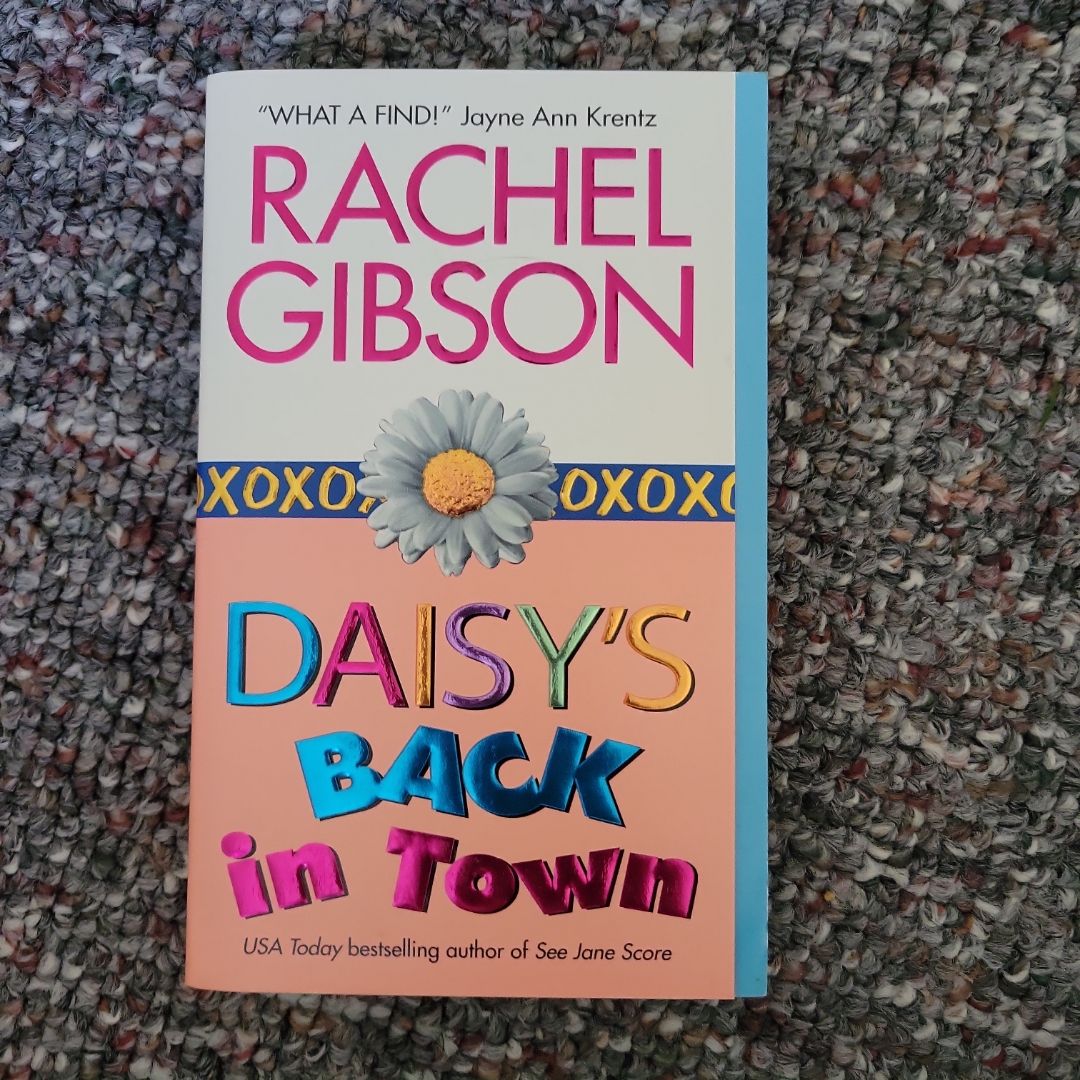 “WHAT A FIND!” Jayne Ann Krentz
RACHEL
GIBSON
XOXO OXOXO
DAISY’S
BACK
in Town
USA Today bestselling author of See Jane Score